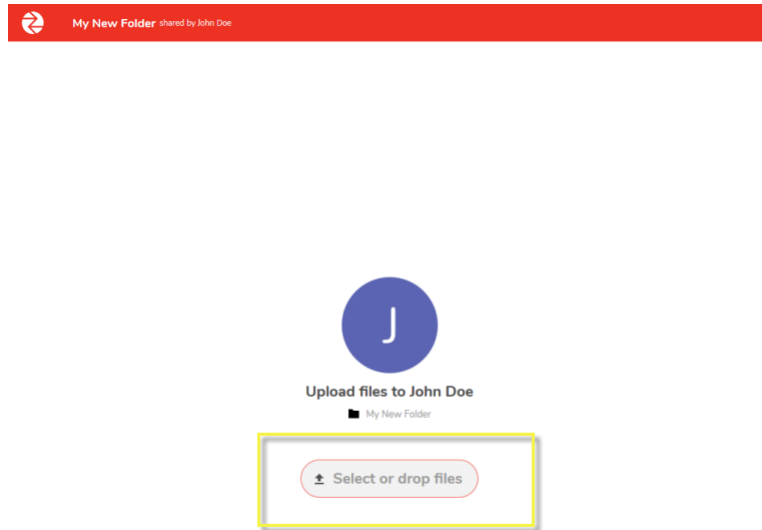 My New Folder shared by John Doe
J
Upload files to John Doe
My New Folder
Select or drop files